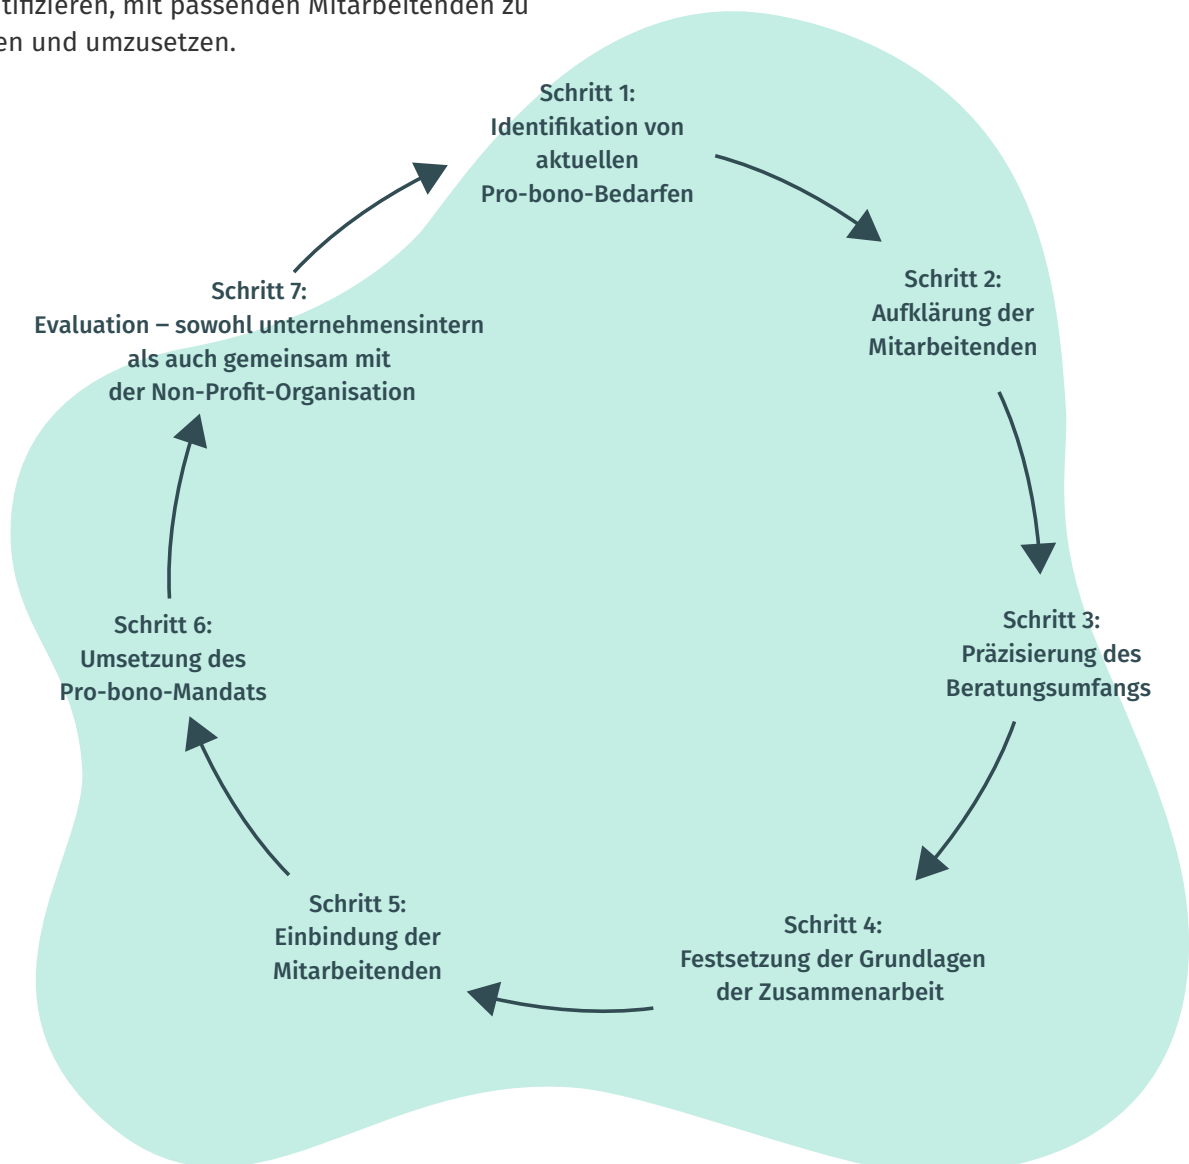 mit passenden Mitarbeitenden zu
und umzusetzen.
Schritt 1:
Identifikation von
aktuellen
Pro-bono-Bedarfen
Schritt 2:
Aufklärung der
Mitarbeitenden
Schritt 3:
Präzisierung des
Beratungsumfangs
Schritt 4:
Festsetzung der Grundlagen
der Zusammenarbeit
Schritt 5:
Einbindung der
Mitarbeitenden
Schritt 6:
Umsetzung des
Pro-bono-Mandats
Schritt 7:
Evaluation – sowohl unternehmensintern
als auch gemeinsam mit
der Non-Profit-Organisation